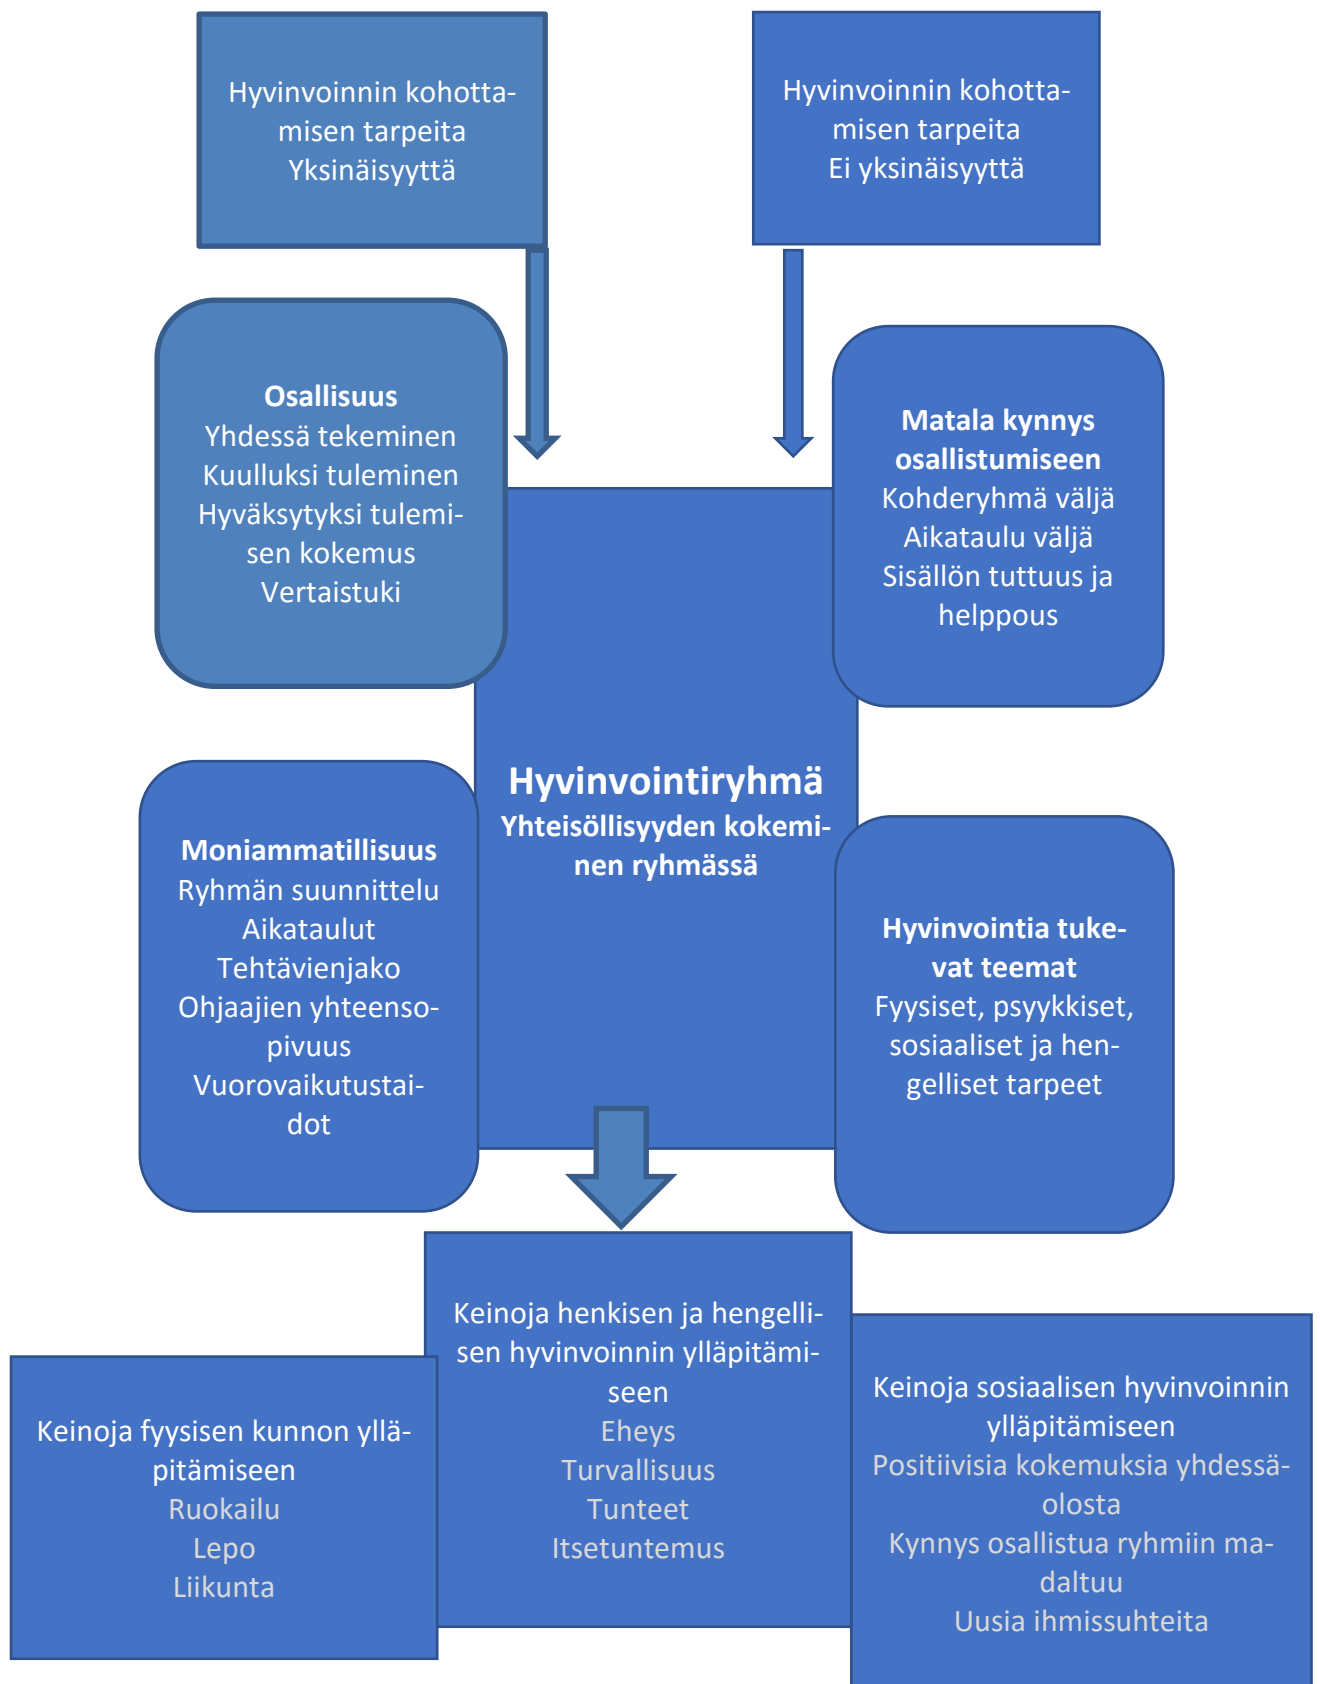 Hyvinvoinnin kohotta-
misen tarpeita
Yksinäisyyttä
Hyvinvoinnin kohotta-
misen tarpeita
Ei yksinäisyyttä
Osallisuus
Yhdessä tekeminen
Kuulluksi tuleminen
Hyväksytyksi tulemi-
sen kokemus
Vertaistuki
Matala kynnys
osallistumiseen
Kohderyhmä väljä
Aikataulu väljä
Sisällön tuttuus ja
helppous
Hyvinvointiryhmä
Yhteisöllisyyden kokemi-
nen ryhmässä
Moniammatillisuus
Ryhmän suunnittelu
Aikataulut
Tehtävienjako
Ohjaajien yhteenso-
pivuus
Vuorovaikutustai-
dot
Hyvinvointia tuke-
vat teemat
Fyysiset, psyykkiset,
sosiaaliset ja hen-
gelliset tarpeet
Keinoja fyysisen kunnon yllä-
pitämiseen
Ruokailu
Lepo
Liikunta
Keinoja henkisen ja hengelli-
sen hyvinvoinnin ylläpitämi-
seen
Eheys
Turvallisuus
Tunteet
Itsetuntemus
Keinoja sosiaalisen hyvinvoinnin
ylläpitämiseen
Positiivisia kokemuksia yhdessä-
olosta
Kynnys osallistua ryhmiin ma-
daltuu
Uusia ihmissuhteita